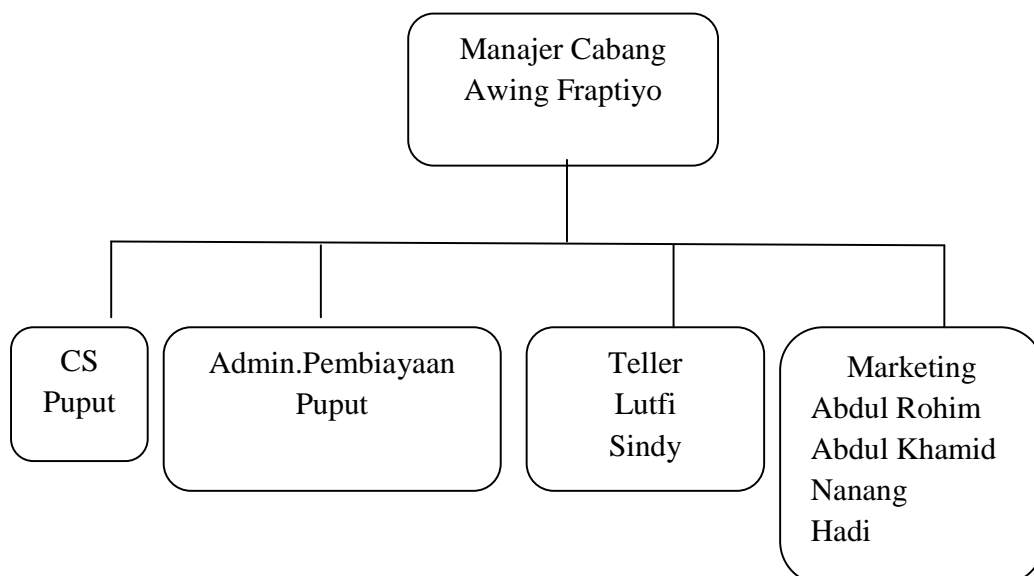 Manajer Cabang
Awing Fraptiyo
CS
Puput
Admin.Pembiayaan
Puput
Teller
Lutfi
Sindy
Marketing
Abdul Rohim
Abdul Khamid
Nanang
Hadi